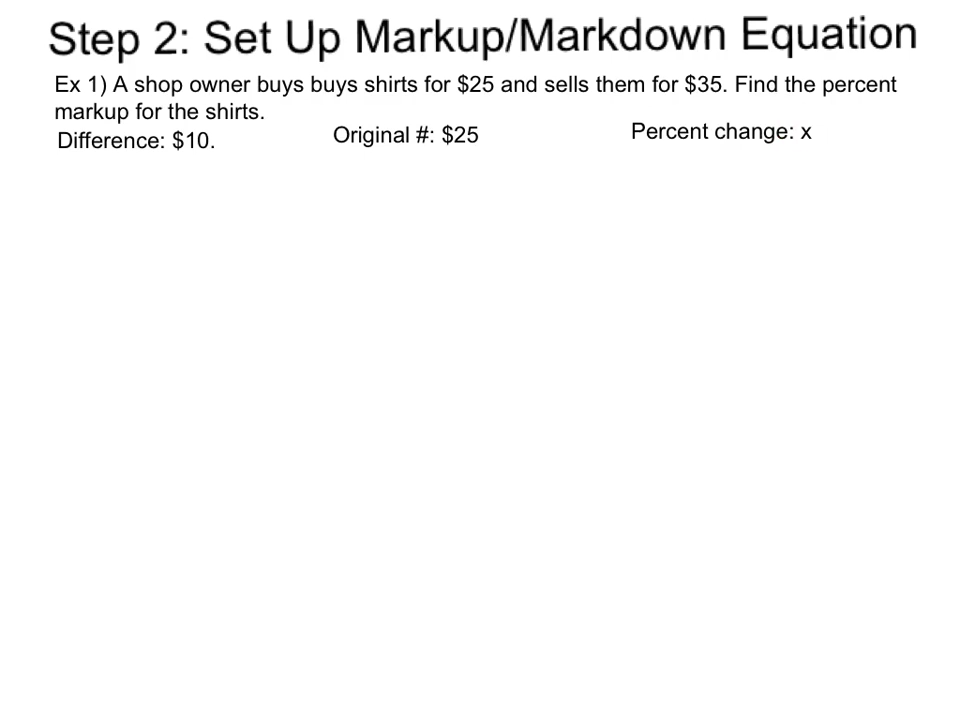 Step 2: Set Up Markup/Markdown Equation
Ex 1) A shop owner buys buys shirts for $25 and sells them for $35. Find the percent
markup for the shirts.
Difference: $10.
Original #: $25
Percent change: x